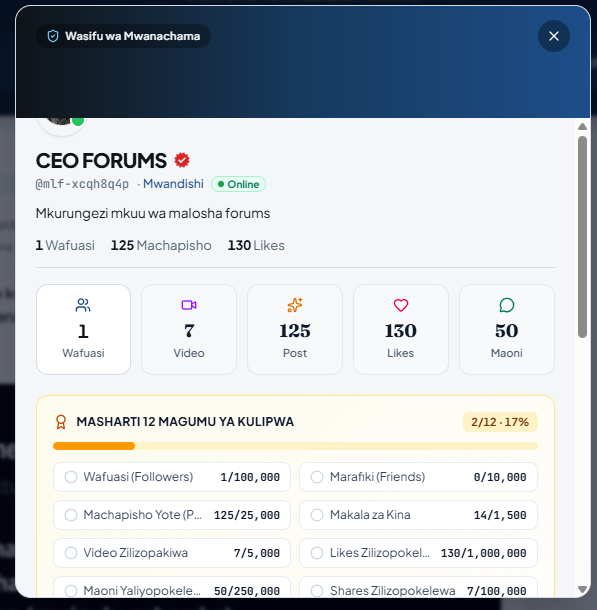 Wasifu wa Mwanachama
CEO FORUMS
@mlf-xcqh8q4p · Mwandishi Online
Mkurungezi mkuu wa malosha forums
1 Wafuasi 125 Machapisho 130 Likes
1 7 125 130 50
Wafuasi Video Post Likes Maoni
MASHARTI 12 MAGUMU YA KULIPWA 2/12 · 17%
Wafuasi (Followers) 1/100,000 Marafiki (Friends) 0/10,000
Machapisho Yote (P... 125/25,000 Makala za Kina 14/1,500
Video Zilizopakiwa 7/5,000 Likes Zilizopokel... 130/1,000,000
Maoni Yaliyopokele... 50/250,000 Shares Zilizopokelewa 7/100,000